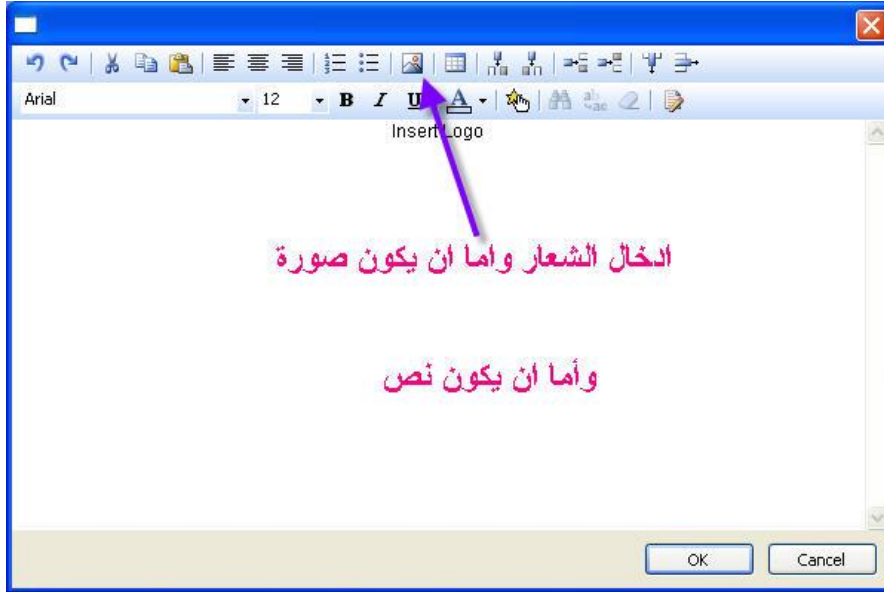 Arial 12 B I U A
Insert Logo
ادخال الشعار واما ان يكون صورة
وأما ان يكون نص
OK Cancel